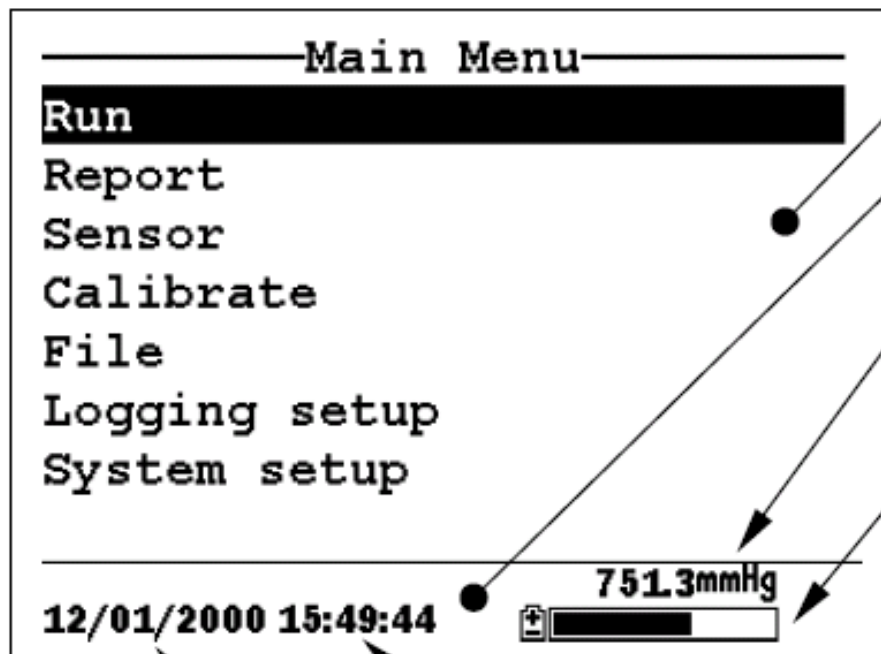 Main Menu
Run
Report
Sensor
Calibrate
File
Logging setup
System setup
751.3mmHg
12/01/2000 15:49:44